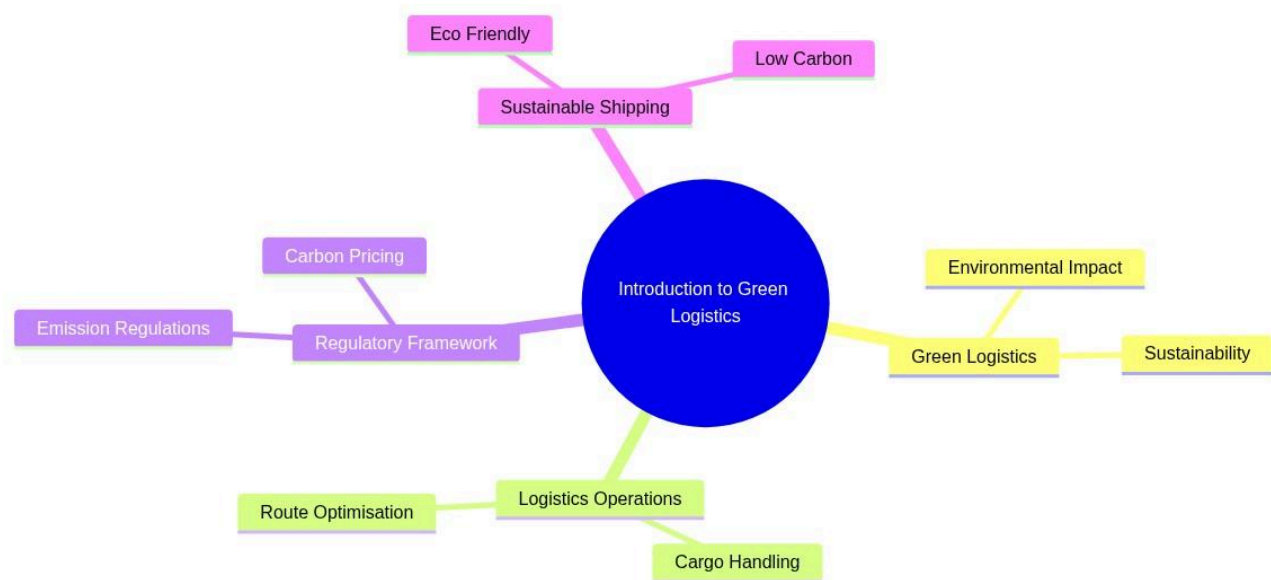 Eco Friendly
Low Carbon
Sustainable Shipping
Carbon Pricing
Emission Regulations
Regulatory Framework
Introduction to Green
Logistics
Environmental Impact
Green Logistics
Sustainability
Route Optimisation
Logistics Operations
Cargo Handling